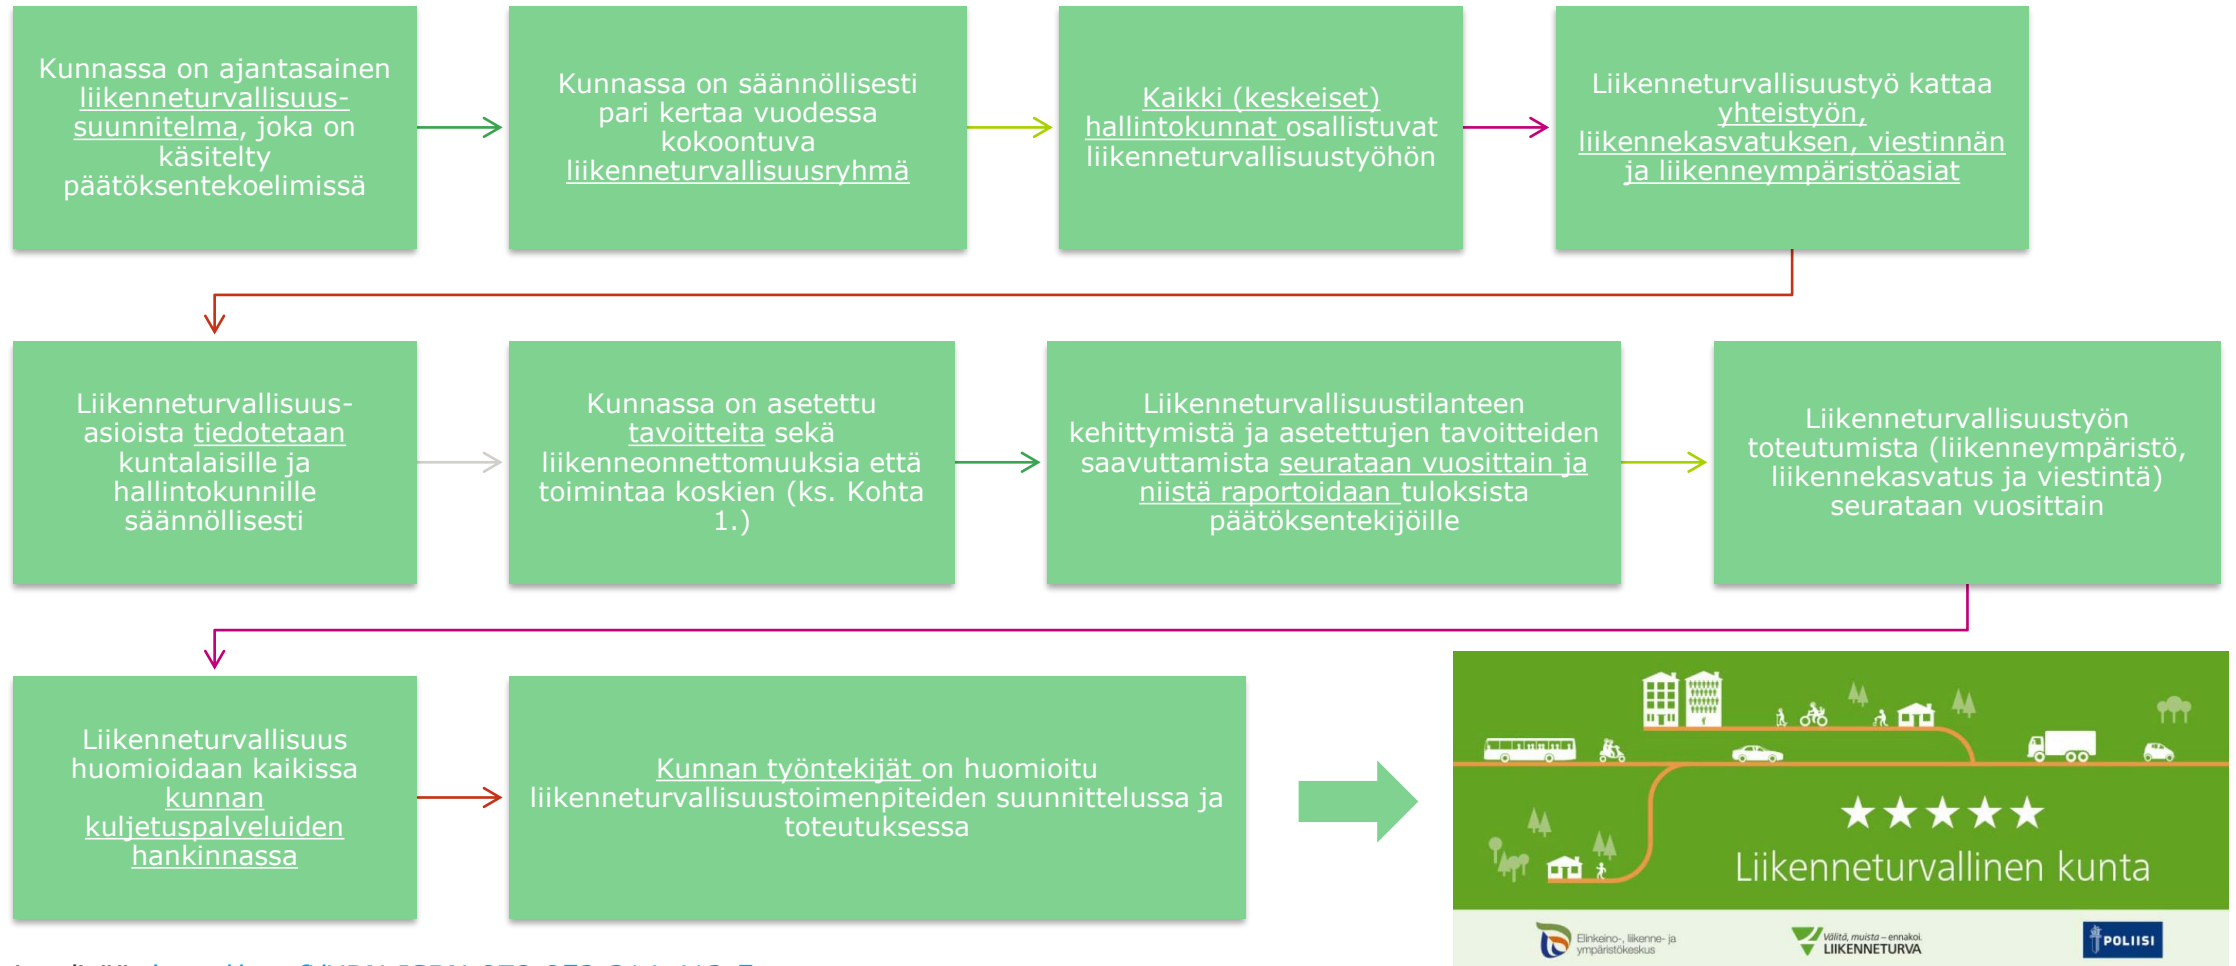 Kunnassa on ajantasainen
liikenneturvallisuus-
suunnitelma, joka on
käsitelty
päätöksentekoelimissä
Kunnassa on säännöllisesti
pari kertaa vuodessa
kokoontuva
liikenneturvallisuusryhmä
Kaikki (keskeiset)
hallintokunnat osallistuvat
liikenneturvallisuustyöhön
Liikenneturvallisuustyö kattaa
yhteistyön,
liikennekasvatuksen, viestinnän
ja liikenneympäristöasiat
Liikenneturvallisuus-
asioista tiedotetaan
kuntalaisille ja
hallintokunnille
säännöllisesti
Kunnassa on asetettu
tavoitteita sekä
liikenneonnettomuuksia että
toimintaa koskien (ks. Kohta
1.)
Liikenneturvallisuustilanteen
kehittymistä ja asetettujen tavoitteiden
saavuttamista seurataan vuosittain ja
niistä raportoidaan tuloksista
päätöksentekijöille
Liikenneturvallisuustyön
toteutumista (liikenneympäristö,
liikennekasvatus ja viestintä)
seurataan vuosittain
Liikenneturvallisuus
huomioidaan kaikissa
kunnan
kuljetuspalveluiden
hankinnassa
Kunnan työntekijät on huomioitu
liikenneturvallisuustoimenpiteiden suunnittelussa ja
toteutuksessa
Liikenneturvallinen kunta
Elinkeino-, liikenne- ja
ympäristökeskus
Välitä, muista – ennakoi.
LIIKENNETURVA
POLIISI